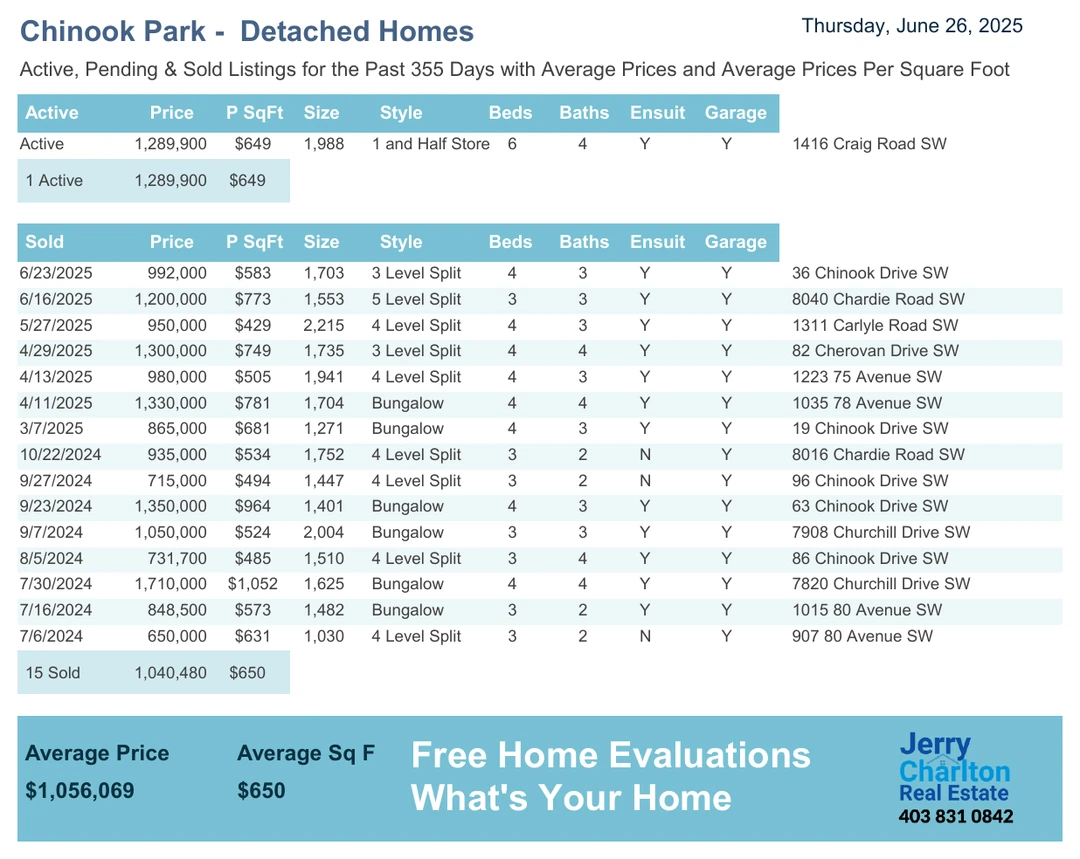 Chinook Park - Detached Homes
Thursday, June 26, 2025
Active, Pending & Sold Listings for the Past 355 Days with Average Prices and Average Prices Per Square Foot
Active Price P SqFt Size Style Beds Baths Ensuit Garage
Active 1,289,900 $649 1,988 1 and Half Store 6 4 Y Y 1416 Craig Road SW
1 Active 1,289,900 $649
Sold Price P SqFt Size Style Beds Baths Ensuit Garage
6/23/2025 992,000 $583 1,703 3 Level Split 4 3 Y Y 36 Chinook Drive SW
6/16/2025 1,200,000 $773 1,553 5 Level Split 3 3 Y Y 8040 Chardie Road SW
5/27/2025 950,000 $429 2,215 4 Level Split 4 3 Y Y 1311 Carlyle Road SW
4/29/2025 1,300,000 $749 1,735 3 Level Split 4 4 Y Y 82 Cherovan Drive SW
4/13/2025 980,000 $505 1,941 4 Level Split 4 3 Y Y 1223 75 Avenue SW
4/11/2025 1,330,000 $781 1,704 Bungalow 4 4 Y Y 1035 78 Avenue SW
3/7/2025 865,000 $681 1,271 Bungalow 4 3 Y Y 19 Chinook Drive SW
10/22/2024 935,000 $534 1,752 4 Level Split 3 2 N Y 8016 Chardie Road SW
9/27/2024 715,000 $494 1,447 4 Level Split 3 2 N Y 96 Chinook Drive SW
9/23/2024 1,350,000 $964 1,401 Bungalow 4 3 Y Y 63 Chinook Drive SW
9/7/2024 1,050,000 $524 2,004 Bungalow 3 3 Y Y 7908 Churchill Drive SW
8/5/2024 731,700 $485 1,510 4 Level Split 3 4 Y Y 86 Chinook Drive SW
7/30/2024 1,710,000 $1,052 1,625 Bungalow 4 4 Y Y 7820 Churchill Drive SW
7/16/2024 848,500 $573 1,482 Bungalow 3 2 Y Y 1015 80 Avenue SW
7/6/2024 650,000 $631 1,030 4 Level Split 3 2 N Y 907 80 Avenue SW
15 Sold 1,040,480 $650
Average Price Average Sq F
$1,056,069 $650
Free Home Evaluations
What's Your Home
Jerry
Charlton
Real Estate
403 831 0842